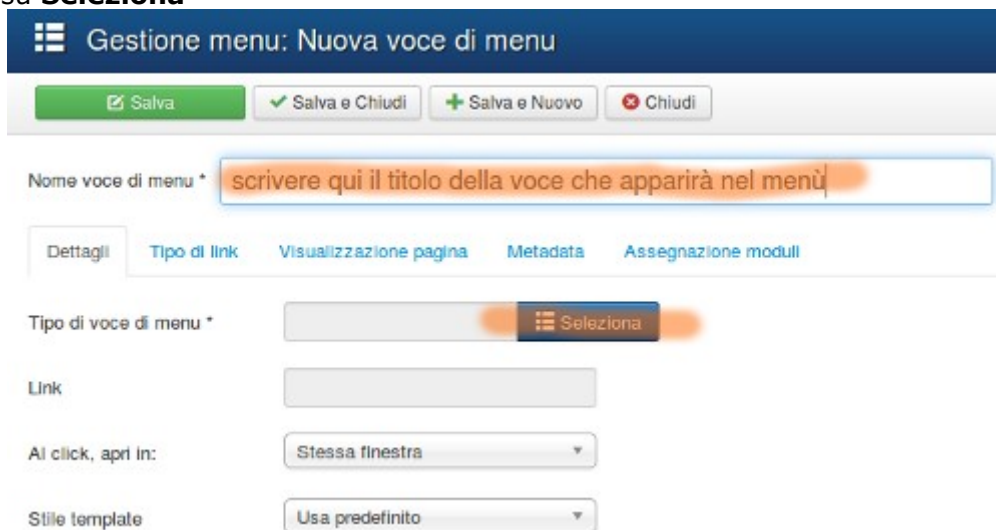 su Seleziona
Gestione menu: Nuova voce di menu
Salva Salva e Chiudi Salva e Nuovo Chiudi
Nome voce di menu * scrivere qui il titolo della voce che apparirà nel menù
Dettagli Tipo di link Visualizzazione pagina Metadata Assegnazione moduli
Tipo di voce di menu * Seleziona
Link
Al click, apri in: Stessa finestra
Stile template Usa predefinito